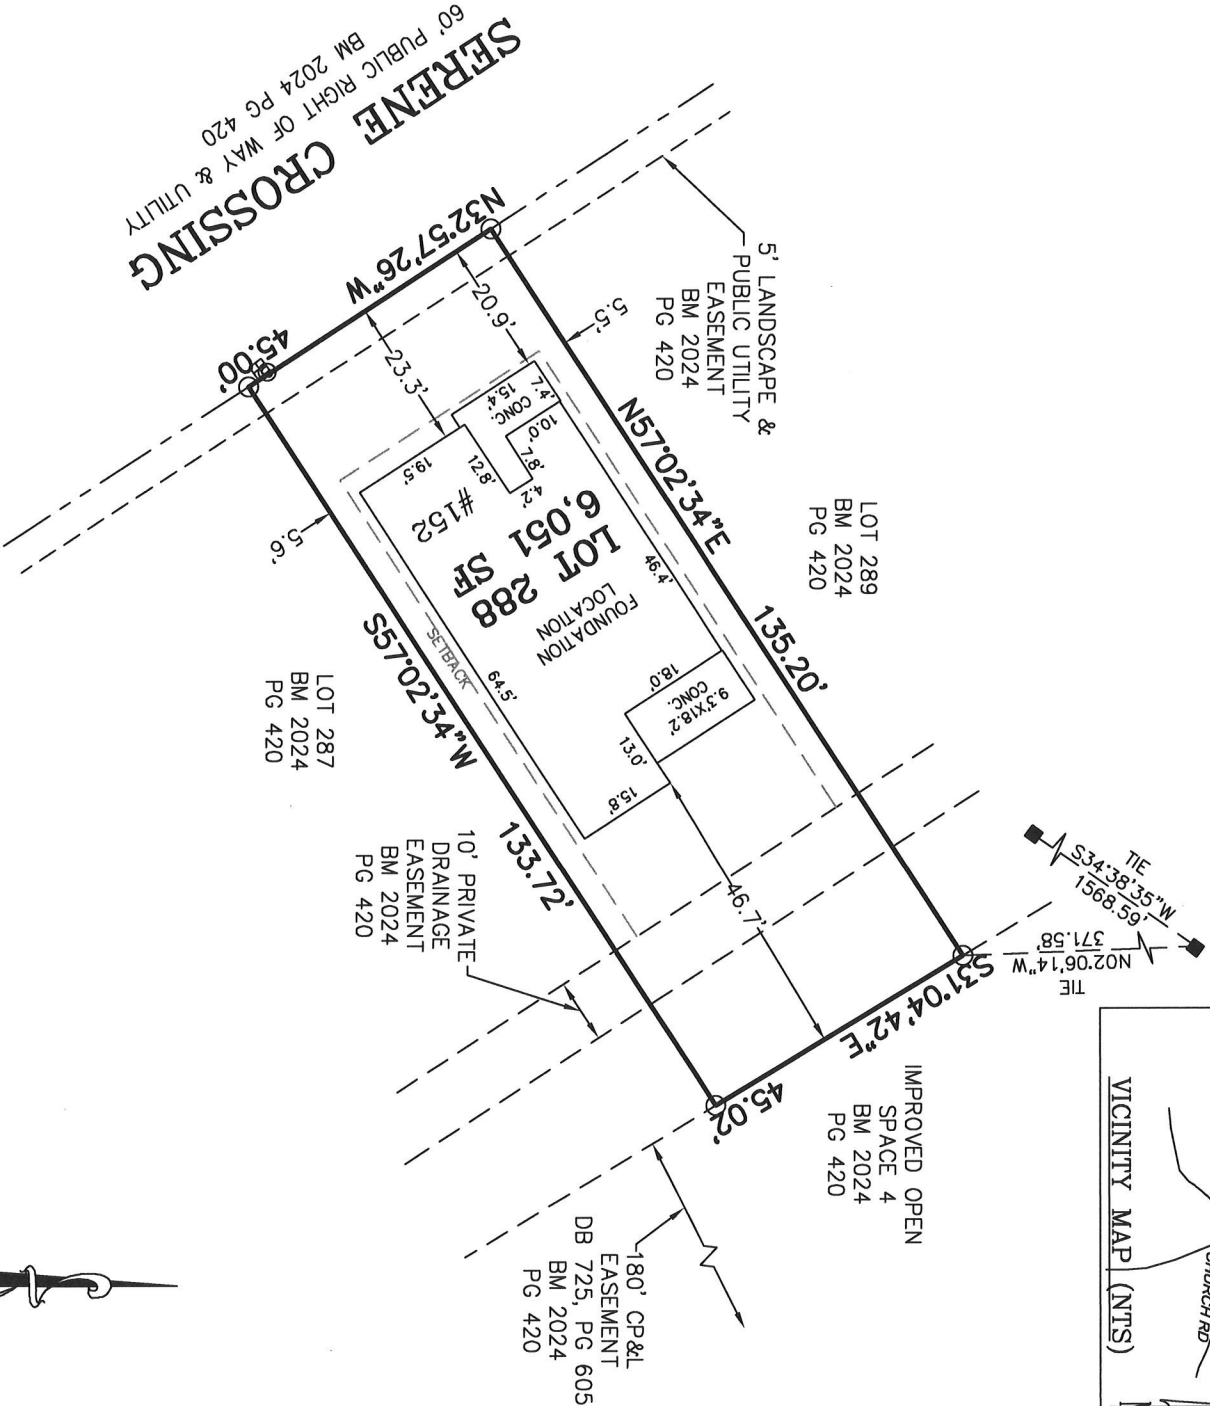 SERENE CROSSING
60' PUBLIC RIGHT OF WAY & UTILITY
BM 2024 PG 420
N32°57'26"W
45.00'
5' LANDSCAPE &
PUBLIC UTILITY
EASEMENT
BM 2024
PG 420
5.5'
20.9'
23.3'
N57°02'34"E
135.20'
LOT 289
BM 2024
PG 420
7.4'
15.4'
CONC.
10.0'
7.8'
4.2'
12.8'
19.5'
#152
LOT 288
6,051 SF
FOUNDATION
LOCATION
46.4'
64.5'
SETBACK
18.0'
9.3'X18.2'
CONC.
13.0'
15.8'
46.7'
5.6'
S57°02'34"W
133.72'
LOT 287
BM 2024
PG 420
10' PRIVATE
DRAINAGE
EASEMENT
BM 2024
PG 420
S31°04'42"E
45.02'
TIE
S34°38'35"W
1568.59'
TIE
N02°06'14"W
371.58'
IMPROVED OPEN
SPACE 4
BM 2024
PG 420
180' CP&L
EASEMENT
DB 725, PG 605
BM 2024
PG 420
VICINITY MAP (NTS)
CHURCH RD